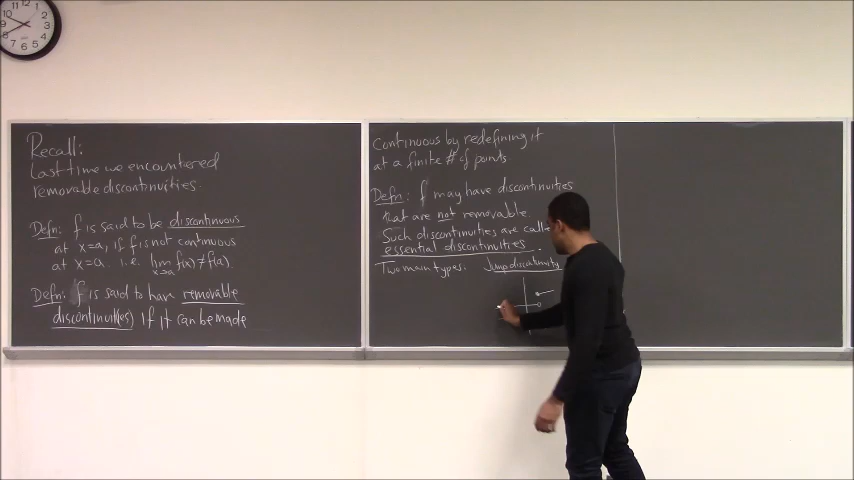 Recall:
Last time we encountered
removable discontinuities.
Defn: f is said to be discontinuous
at x=a, if f is not continuous
at x=a. i.e. lim f(x)≠f(a).
x→a
Defn: f is said to have removable
discontinuit(ies) if it can be made
continuous by redefining it
at a finite # of points
Defn: f may have discontinuities
that are not removable.
Such discontinuities are call
essential discontinuities.
Two main types: Jump discontinuity